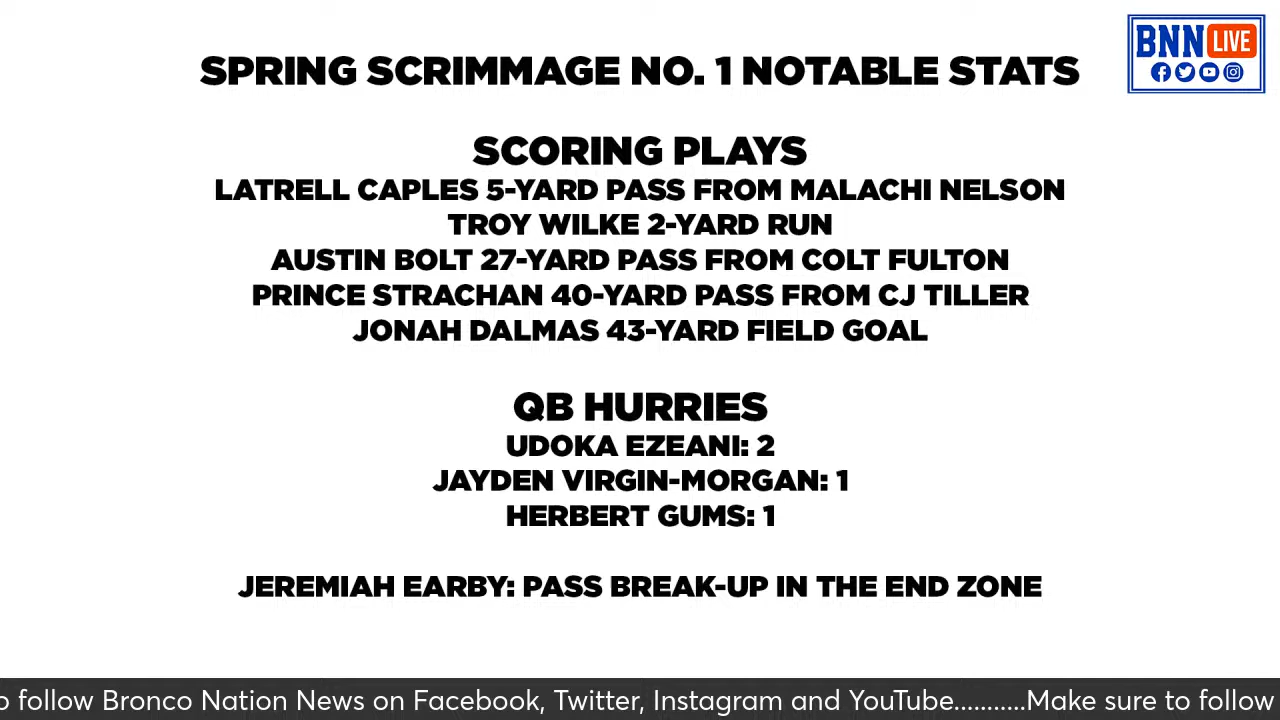 BNN LIVE
SPRING SCRIMMAGE NO. 1 NOTABLE STATS
SCORING PLAYS
LATRELL CAPLES 5-YARD PASS FROM MALACHI NELSON
TROY WILKE 2-YARD RUN
AUSTIN BOLT 27-YARD PASS FROM COLT FULTON
PRINCE STRACHAN 40-YARD PASS FROM CJ TILLER
JONAH DALMAS 43-YARD FIELD GOAL
QB HURRIES
UDOKA EZEANI: 2
JAYDEN VIRGIN-MORGAN: 1
HERBERT GUMS: 1
JEREMIAH EARBY: PASS BREAK-UP IN THE END ZONE
o follow Bronco Nation News on Facebook, Twitter, Instagram and YouTube...........Make sure to follow